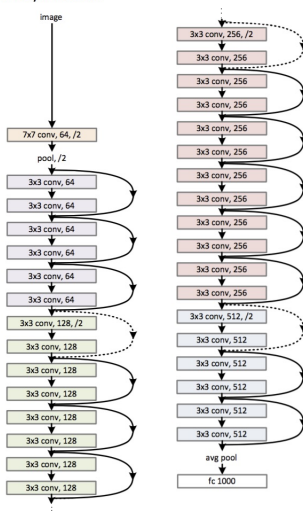 image
7x7 conv, 64, /2
pool, /2
3x3 conv, 64
3x3 conv, 64
3x3 conv, 64
3x3 conv, 64
3x3 conv, 64
3x3 conv, 64
3x3 conv, 128, /2
3x3 conv, 128
3x3 conv, 128
3x3 conv, 128
3x3 conv, 128
3x3 conv, 128
3x3 conv, 128
3x3 conv, 128
3x3 conv, 256, /2
3x3 conv, 256
3x3 conv, 256
3x3 conv, 256
3x3 conv, 256
3x3 conv, 256
3x3 conv, 256
3x3 conv, 256
3x3 conv, 256
3x3 conv, 256
3x3 conv, 256
3x3 conv, 256
3x3 conv, 512, /2
3x3 conv, 512
3x3 conv, 512
3x3 conv, 512
3x3 conv, 512
3x3 conv, 512
avg pool
fc 1000